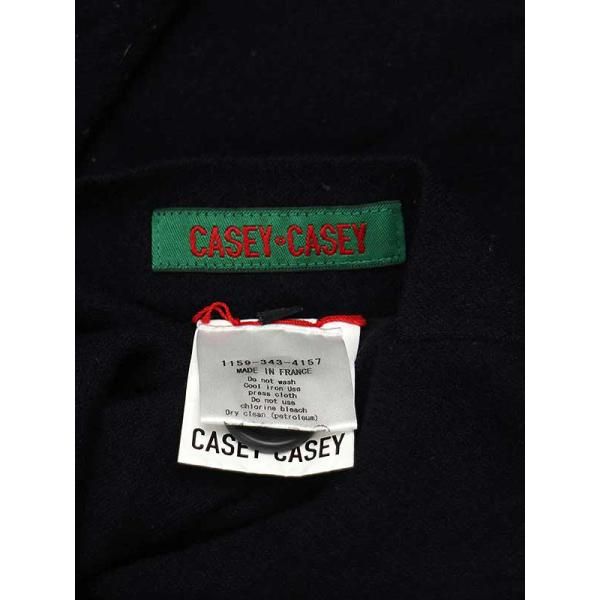 CASEY•CASEY
1159-343-4157
MADE IN FRANCE
Do not wash
Cool iron Use
press cloth
Do not use
chlorine bleach
Dry clean (petroleum)
CASEY CASEY